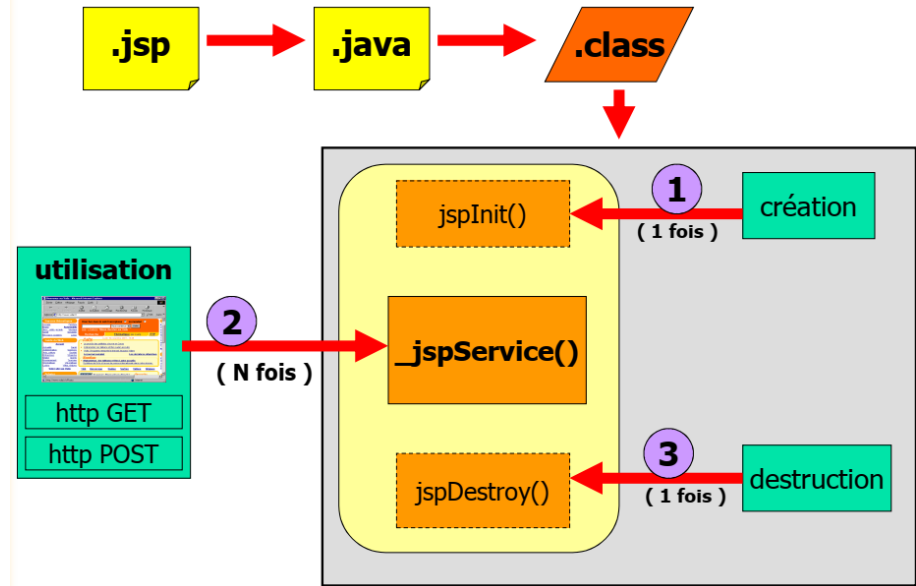 .jsp
.java
.class
jspInit()
1
( 1 fois )
création
utilisation
2
( N fois )
_jspService()
http GET
http POST
jspDestroy()
3
( 1 fois )
destruction